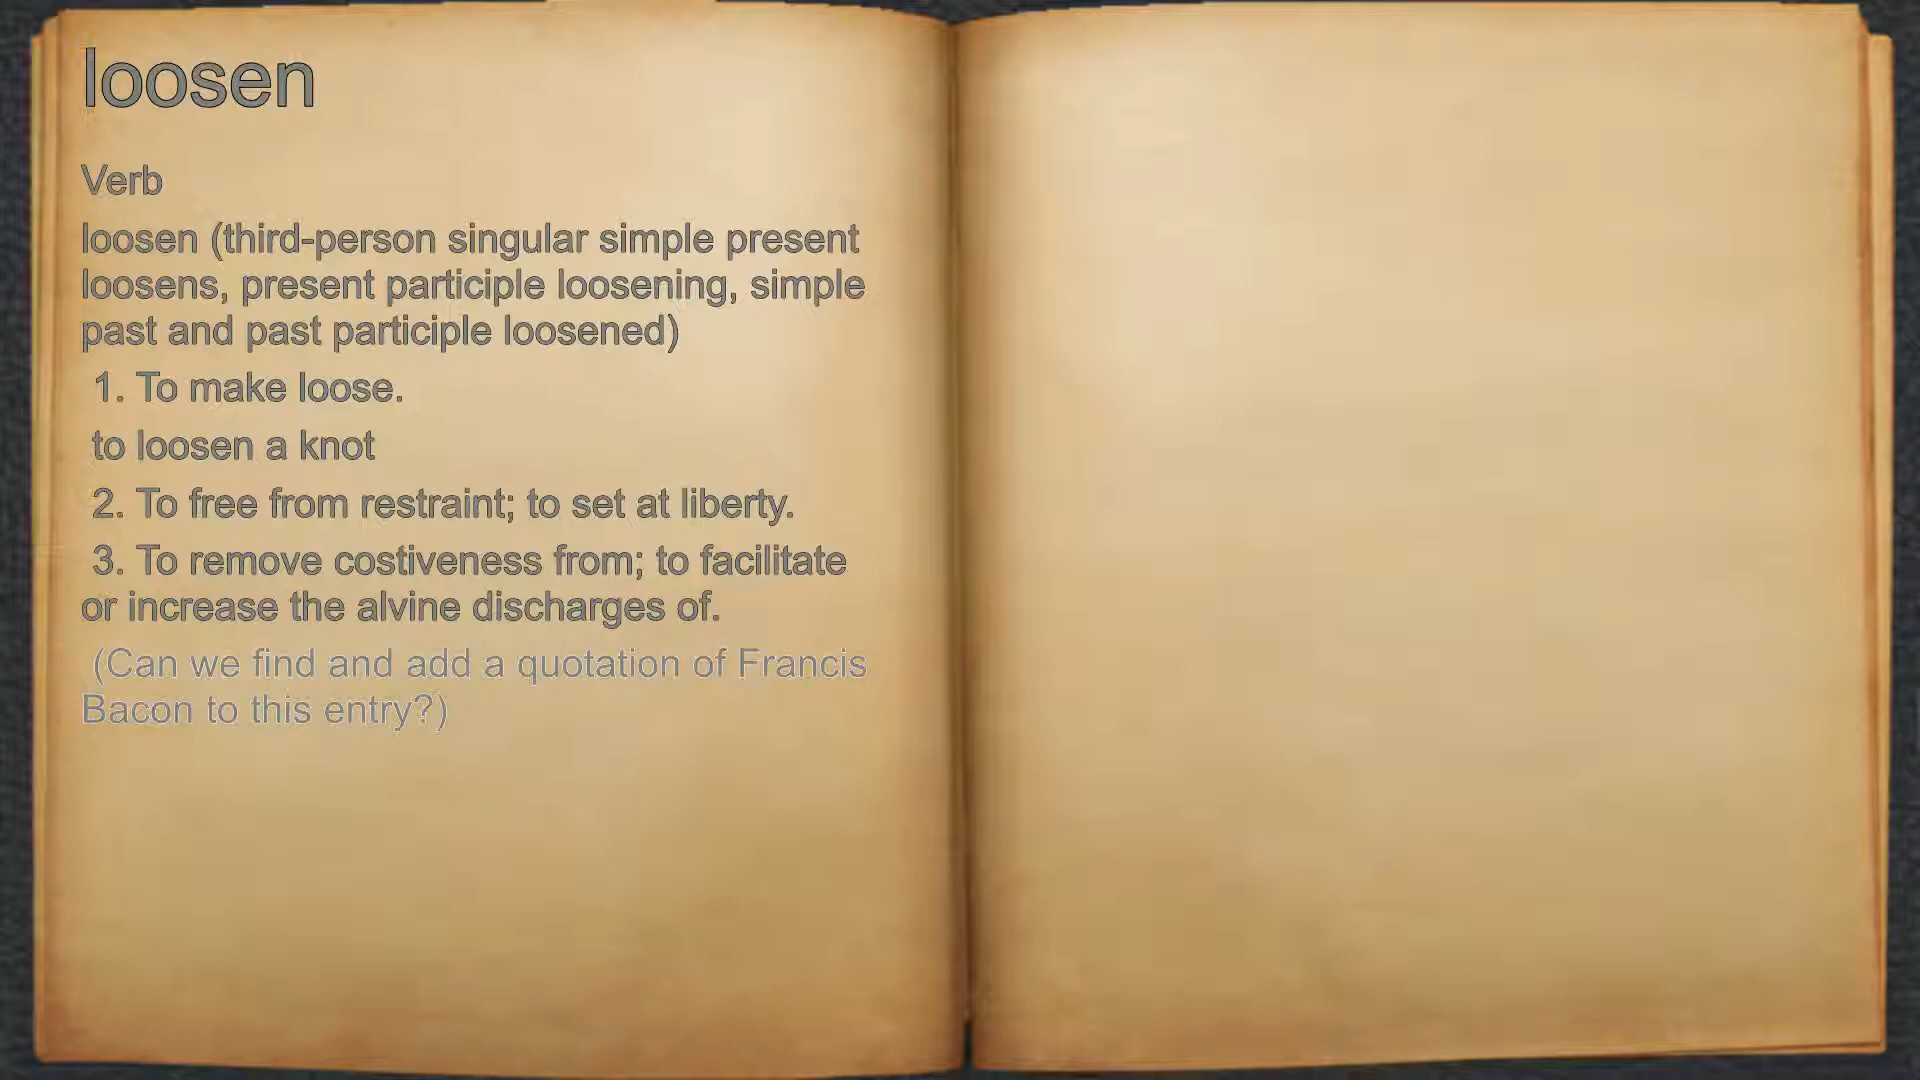 loosen
Verb
loosen (third-person singular simple present
loosens, present participle loosening, simple
past and past participle loosened)
1. To make loose.
to loosen a knot
2. To free from restraint; to set at liberty.
3. To remove costiveness from; to facilitate
or increase the alvine discharges of.
(Can we find and add a quotation of Francis
Bacon to this entry?)